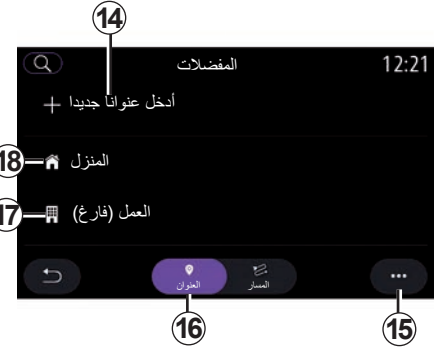 14
المفضلات 12:21
أدخل عنوانا جديدا +
18 المنزل
17 العمل (فارغ)
العنوان المسار ...
16 15